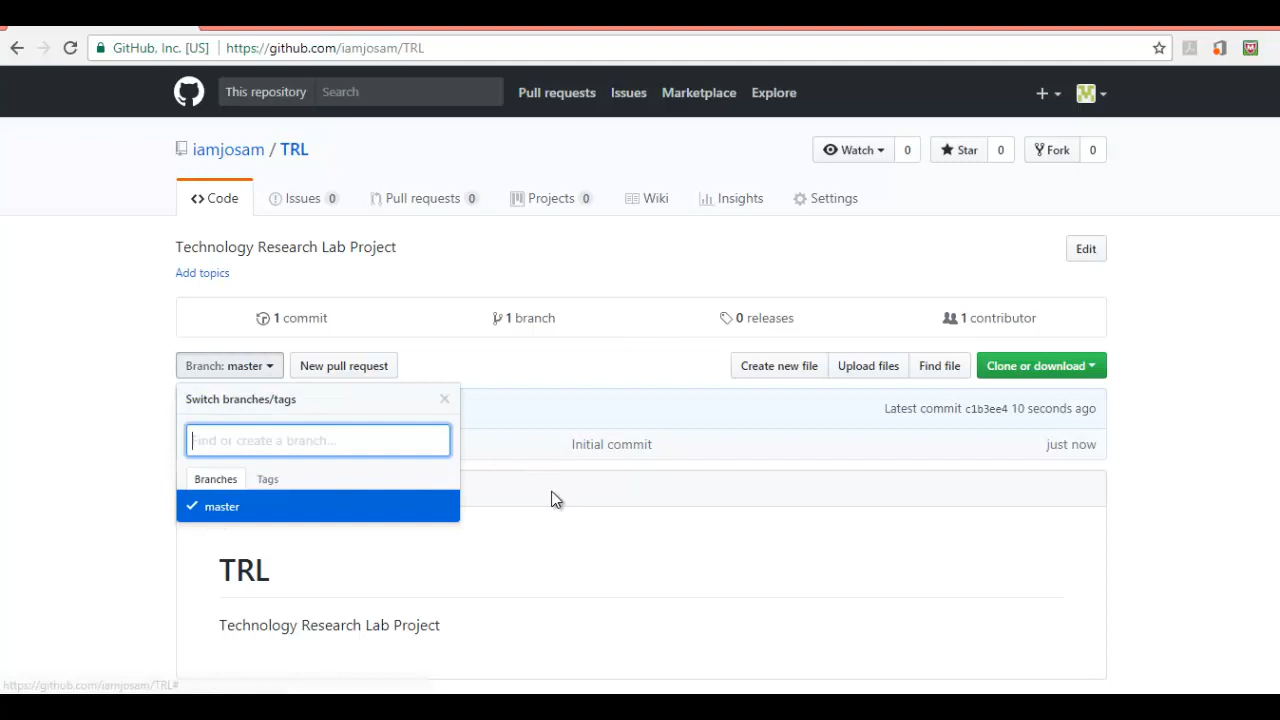 GitHub, Inc. [US] https://github.com/iamjosam/TRL
This repository Search Pull requests Issues Marketplace Explore
iamjosam / TRL Watch 0 Star 0 Fork 0
Code Issues 0 Pull requests 0 Projects 0 Wiki Insights Settings
Technology Research Lab Project Edit
Add topics
1 commit 1 branch 0 releases 1 contributor
Branch: master New pull request Create new file Upload files Find file Clone or download
Switch branches/tags
Latest commit c1b3ee4 10 seconds ago
Find or create a branch...
Initial commit just now
Branches Tags
master
TRL
Technology Research Lab Project
https://github.com/iamjosam/TRL#